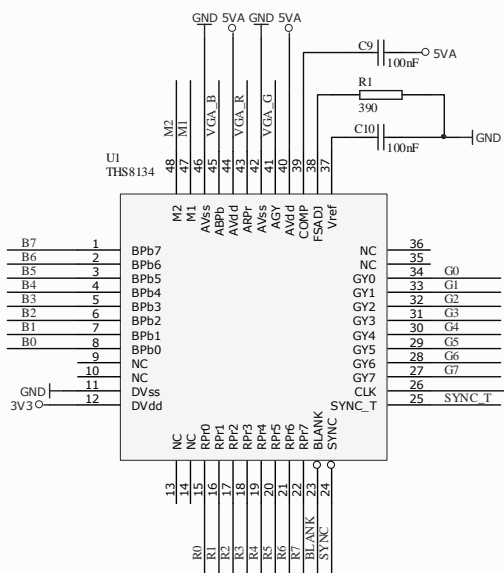 GND 5VA GND 5VA
C9
5VA
100nF
R1
390
C10
GND
100nF
M2 M1 VGA_B VGA_R VGA_G
U1
THS8134
48 47 46 45 44 43 42 41 40 39 38 37
M2 M1 AVss ABPb AVdd ARPr AVss AGY AVdd COMP FSADJ Vref
B7 1 BPb7 NC 36
B6 2 BPb6 NC 35
B5 3 BPb5 GY0 34 G0
B4 4 BPb4 GY1 33 G1
B3 5 BPb3 GY2 32 G2
B2 6 BPb2 GY3 31 G3
B1 7 BPb1 GY4 30 G4
B0 8 BPb0 GY5 29 G5
9 NC GY6 28 G6
10 NC GY7 27 G7
GND 11 DVss CLK 26
3V3 12 DVdd SYNC_T 25 SYNC_T
NC NC RPr0 RPr1 RPr2 RPr3 RPr4 RPr5 RPr6 RPr7 BLANK SYNC
13 14 15 16 17 18 19 20 21 22 23 24
R0 R1 R2 R3 R4 R5 R6 R7 BLANK SYNC